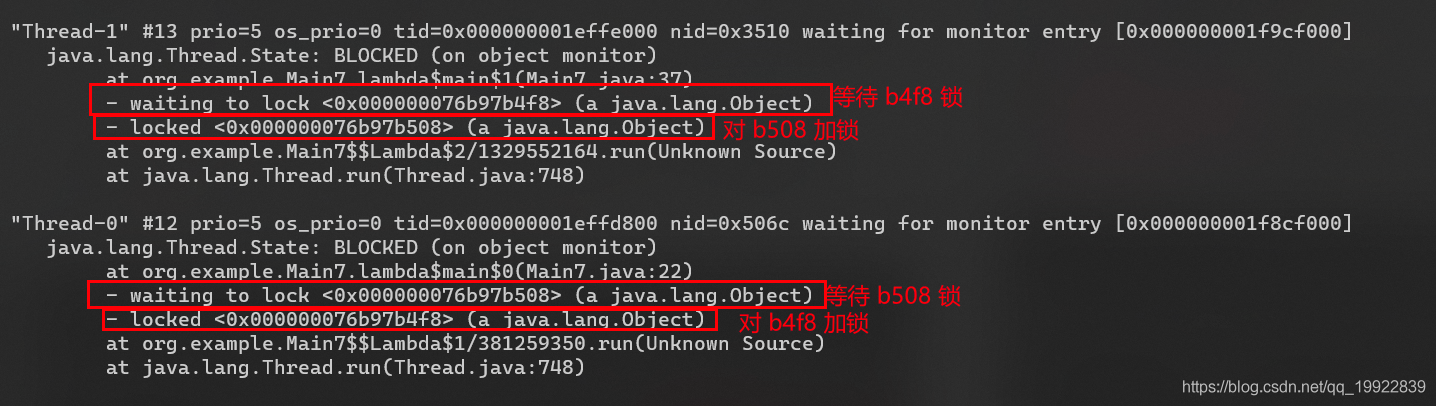 "Thread-1" #13 prio=5 os_prio=0 tid=0x000000001effe000 nid=0x3510 waiting for monitor entry [0x000000001f9cf000]
java.lang.Thread.State: BLOCKED (on object monitor)
at org.example.Main7.lambda$main$1(Main7.java:37)
- waiting to lock <0x000000076b97b4f8> (a java.lang.Object) 等待 b4f8 锁
- locked <0x000000076b97b508> (a java.lang.Object) 对 b508 加锁
at org.example.Main7$$Lambda$2/1329552164.run(Unknown Source)
at java.lang.Thread.run(Thread.java:748)
"Thread-0" #12 prio=5 os_prio=0 tid=0x000000001effd800 nid=0x506c waiting for monitor entry [0x000000001f8cf000]
java.lang.Thread.State: BLOCKED (on object monitor)
at org.example.Main7.lambda$main$0(Main7.java:22)
- waiting to lock <0x000000076b97b508> (a java.lang.Object) 等待 b508 锁
- locked <0x000000076b97b4f8> (a java.lang.Object) 对 b4f8 加锁
at org.example.Main7$$Lambda$1/381259350.run(Unknown Source)
at java.lang.Thread.run(Thread.java:748)
https://blog.csdn.net/qq_19922839